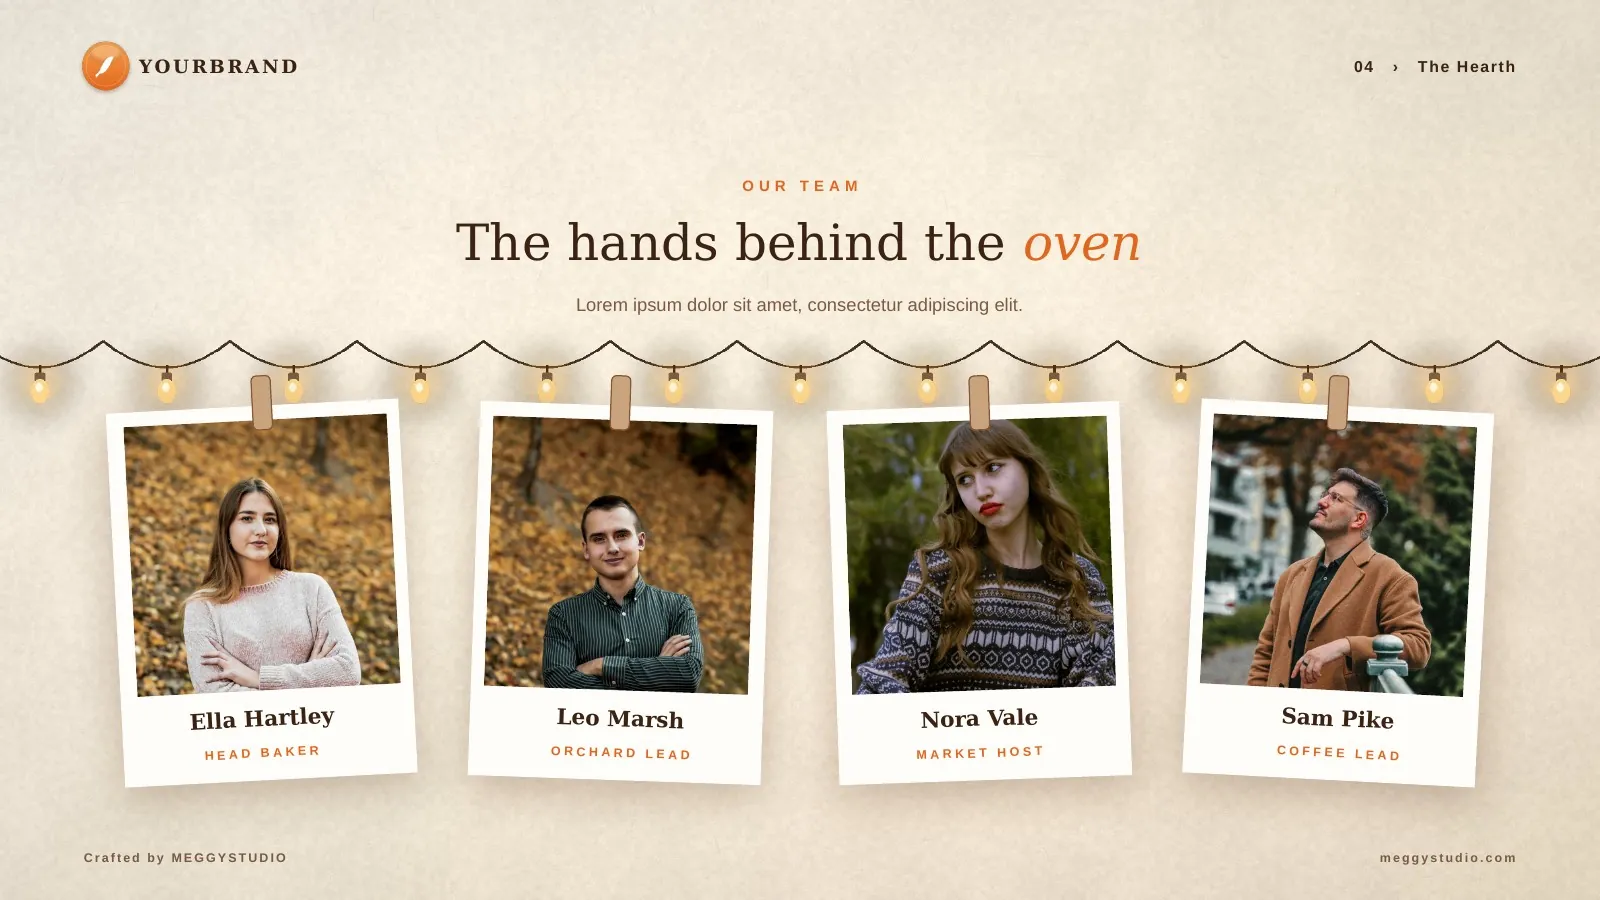 YOURBRAND
04 › The Hearth
OUR TEAM
The hands behind the oven
Lorem ipsum dolor sit amet, consectetur adipiscing elit.
Ella Hartley
HEAD BAKER
Leo Marsh
ORCHARD LEAD
Nora Vale
MARKET HOST
Sam Pike
COFFEE LEAD
Crafted by MEGGYSTUDIO
meggystudio.com